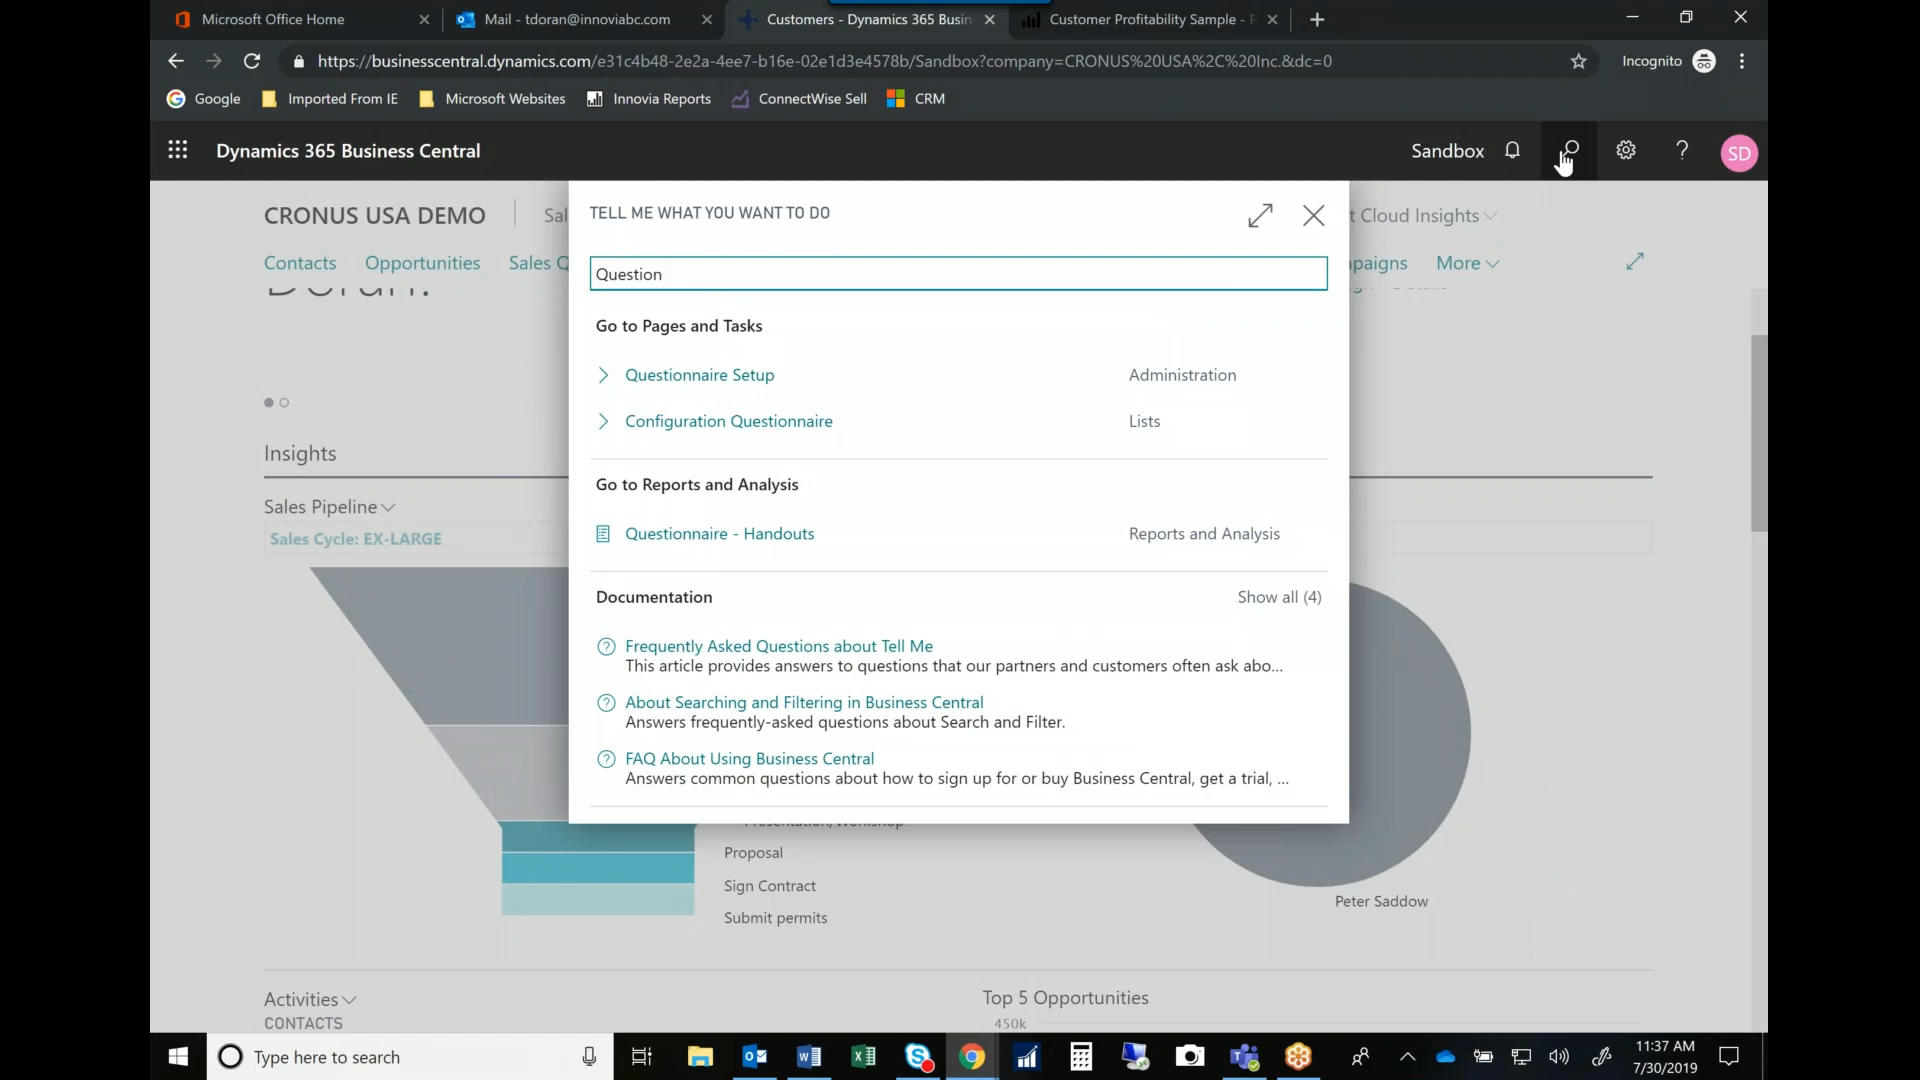 Microsoft Office Home
Mail - tdoran@innoviabc.com
Customers - Dynamics 365 Busin
Customer Profitability Sample - P
https://businesscentral.dynamics.com/e31c4b48-2e2a-4ee7-b16e-02e1d3e4578b/Sandbox?company=CRONUS%20USA%2C%20Inc.&dc=0
Incognito
Google
Imported From IE
Microsoft Websites
Innovia Reports
ConnectWise Sell
CRM
Dynamics 365 Business Central
Sandbox
?
SD
CRONUS USA DEMO
Sal
t Cloud Insights
Contacts
Opportunities
Sales Q
paigns
More
Doran.
TELL ME WHAT YOU WANT TO DO
Question
Go to Pages and Tasks
Questionnaire Setup
Administration
Configuration Questionnaire
Lists
Go to Reports and Analysis
Questionnaire - Handouts
Reports and Analysis
Documentation
Show all (4)
Frequently Asked Questions about Tell Me
This article provides answers to questions that our partners and customers often ask abo...
About Searching and Filtering in Business Central
Answers frequently-asked questions about Search and Filter.
FAQ About Using Business Central
Answers common questions about how to sign up for or buy Business Central, get a trial, ...
Insights
Sales Pipeline
Sales Cycle: EX-LARGE
Presentation/Workshop
Proposal
Sign Contract
Submit permits
Peter Saddow
Activities
CONTACTS
Top 5 Opportunities
450k
Type here to search
11:37 AM
7/30/2019